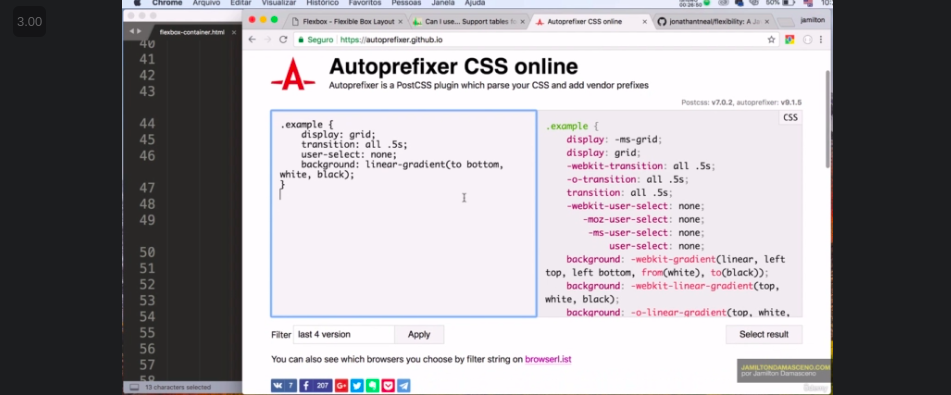 3.00
Chrome Arquivo Editar Visualizar Histórico Favoritos Pessoas Janela Ajuda
50%
flexbox-container.html
Flexbox - Flexible Box Layout
Can I use... Support tables
Autoprefixer CSS online
jonathantneal/flexibility: A
jamilton
Seguro https://autoprefixer.github.io
40
41
42
43
44
45
46
47
48
49
50
51
52
53
54
55
56
57
58
13 characters selected
Autoprefixer CSS online
Autoprefixer is a PostCSS plugin which parse your CSS and add vendor prefixes
Postcss: v7.0.2, autoprefixer: v9.1.5
.example {
display: grid;
transition: all .5s;
user-select: none;
background: linear-gradient(to bottom,
white, black);
}
CSS
.example {
display: -ms-grid;
display: grid;
-webkit-transition: all .5s;
-o-transition: all .5s;
transition: all .5s;
-webkit-user-select: none;
-moz-user-select: none;
-ms-user-select: none;
user-select: none;
background: -webkit-gradient(linear, left
top, left bottom, from(white), to(black));
background: -webkit-linear-gradient(top,
white, black);
background: -o-linear-gradient(top, white,
Filter last 4 version Apply
Select result
You can also see which browsers you choose by filter string on browserl.ist
7
207
JAMILTONDAMASCENO.COM
por Jamilton Damasceno
Udemy